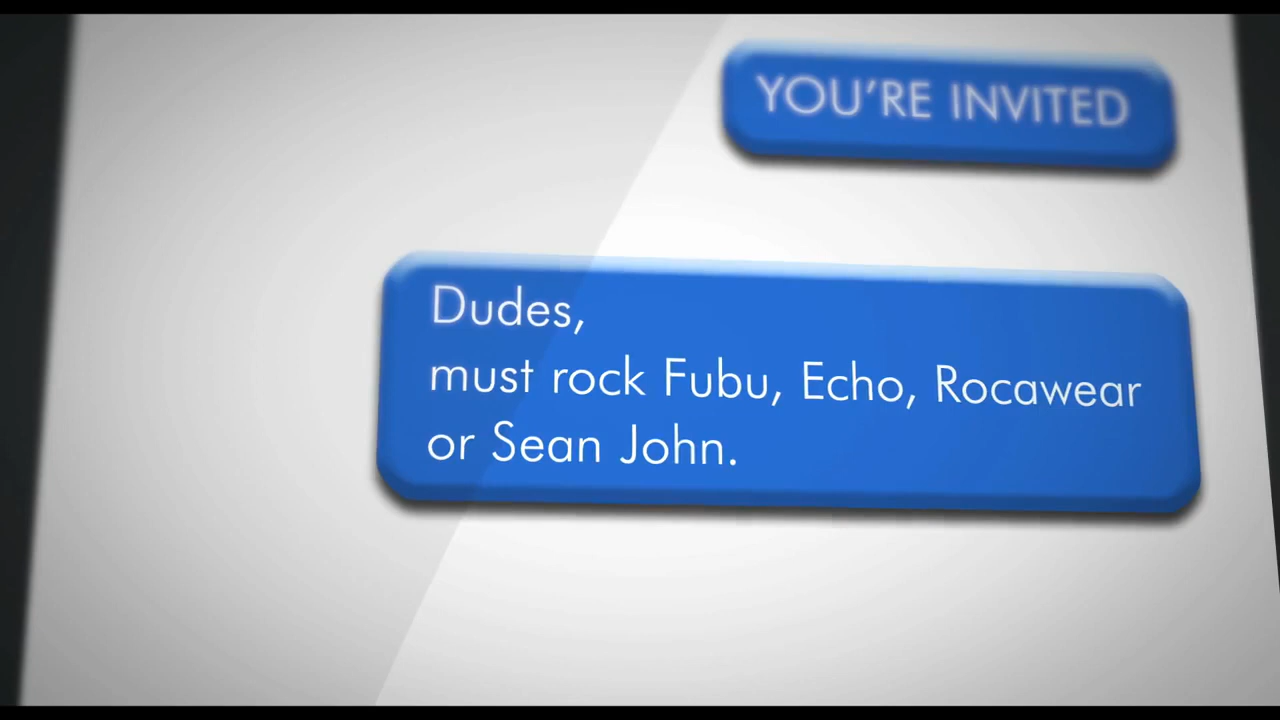 YOU'RE INVITED
Dudes,
must rock Fubu, Echo, Rocawear
or Sean John.